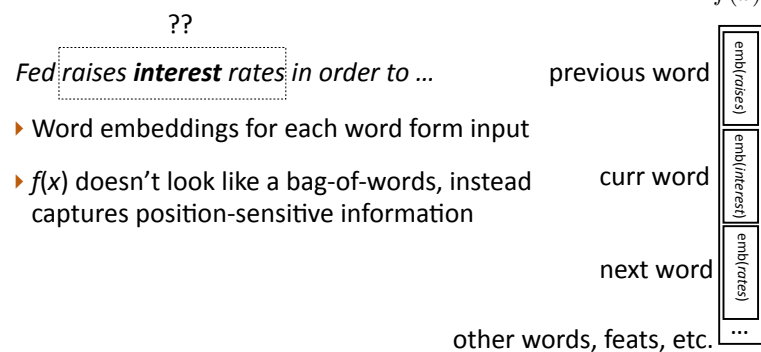 ??
Fed raises interest rates in order to …
previous word
emb(raises)
‣ Word embeddings for each word form input
‣ f(x) doesn't look like a bag-of-words, instead
captures position-sensitive information
curr word
emb(interest)
next word
emb(rates)
other words, feats, etc.
...